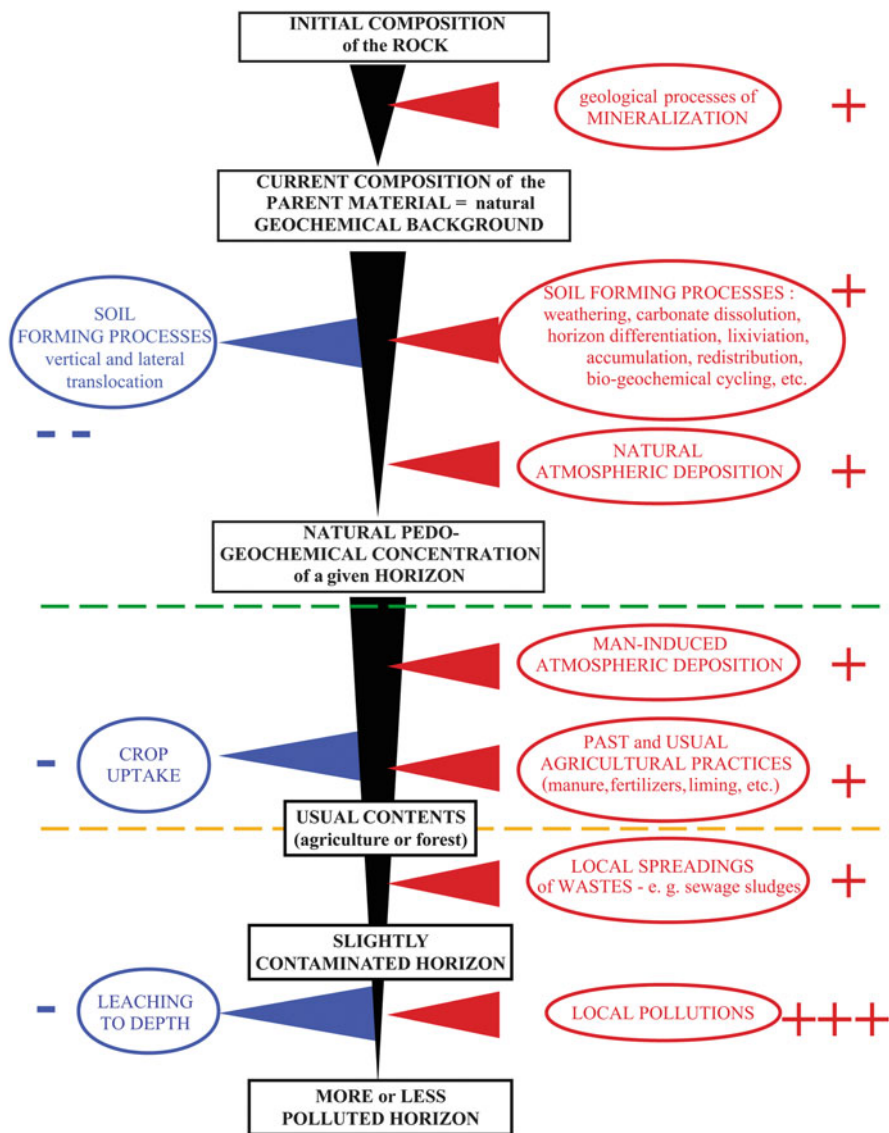 INITIAL COMPOSITION
of the ROCK
geological processes of
MINERALIZATION
+
CURRENT COMPOSITION of the
PARENT MATERIAL = natural
GEOCHEMICAL BACKGROUND
SOIL
FORMING PROCESSES
vertical and lateral
translocation
- -
SOIL FORMING PROCESSES :
weathering, carbonate dissolution,
horizon differentiation, lixiviation,
accumulation, redistribution,
bio-geochemical cycling, etc.
+
NATURAL
ATMOSPHERIC DEPOSITION
+
NATURAL PEDO-
GEOCHEMICAL CONCENTRATION
of a given HORIZON
MAN-INDUCED
ATMOSPHERIC DEPOSITION
+
-
CROP
UPTAKE
PAST and USUAL
AGRICULTURAL PRACTICES
(manure, fertilizers, liming, etc.)
+
USUAL CONTENTS
(agriculture or forest)
LOCAL SPREADINGS
of WASTES - e. g. sewage sludges
+
SLIGHTLY
CONTAMINATED HORIZON
-
LEACHING
TO DEPTH
LOCAL POLLUTIONS
+++
MORE or LESS
POLLUTED HORIZON